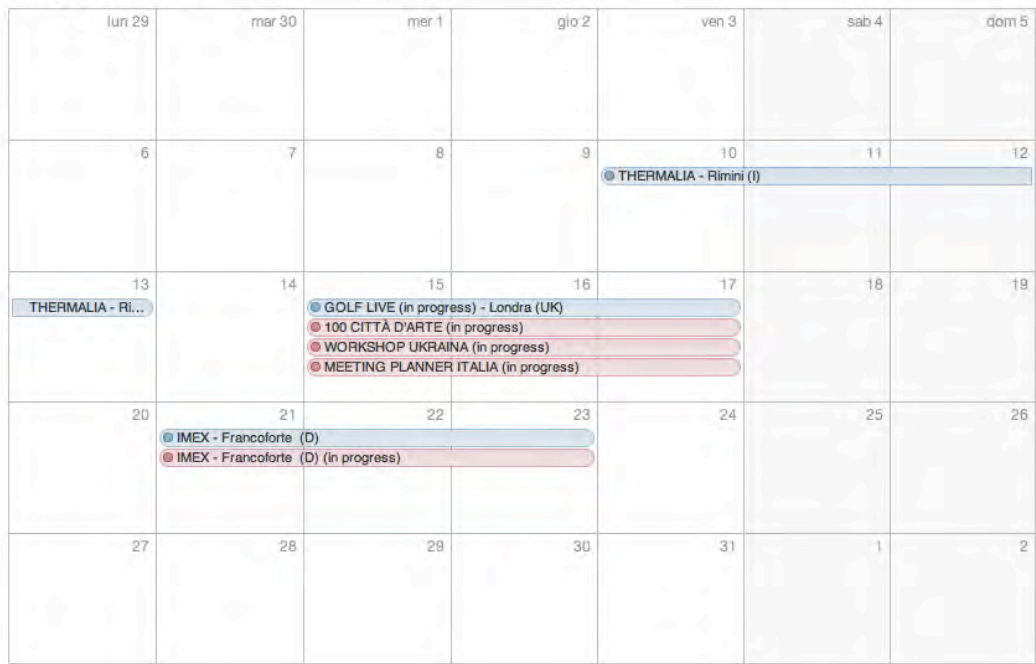 lun 29 mar 30 mer 1 gio 2 ven 3 sab 4 dom 5
6 7 8 9 10 11 12
THERMALIA - Rimini (I)
13 14 15 16 17 18 19
THERMALIA - Ri... GOLF LIVE (in progress) - Londra (UK)
100 CITTÀ D'ARTE (in progress)
WORKSHOP UKRAINA (in progress)
MEETING PLANNER ITALIA (in progress)
20 21 22 23 24 25 26
IMEX - Francoforte (D)
IMEX - Francoforte (D) (in progress)
27 28 29 30 31 1 2